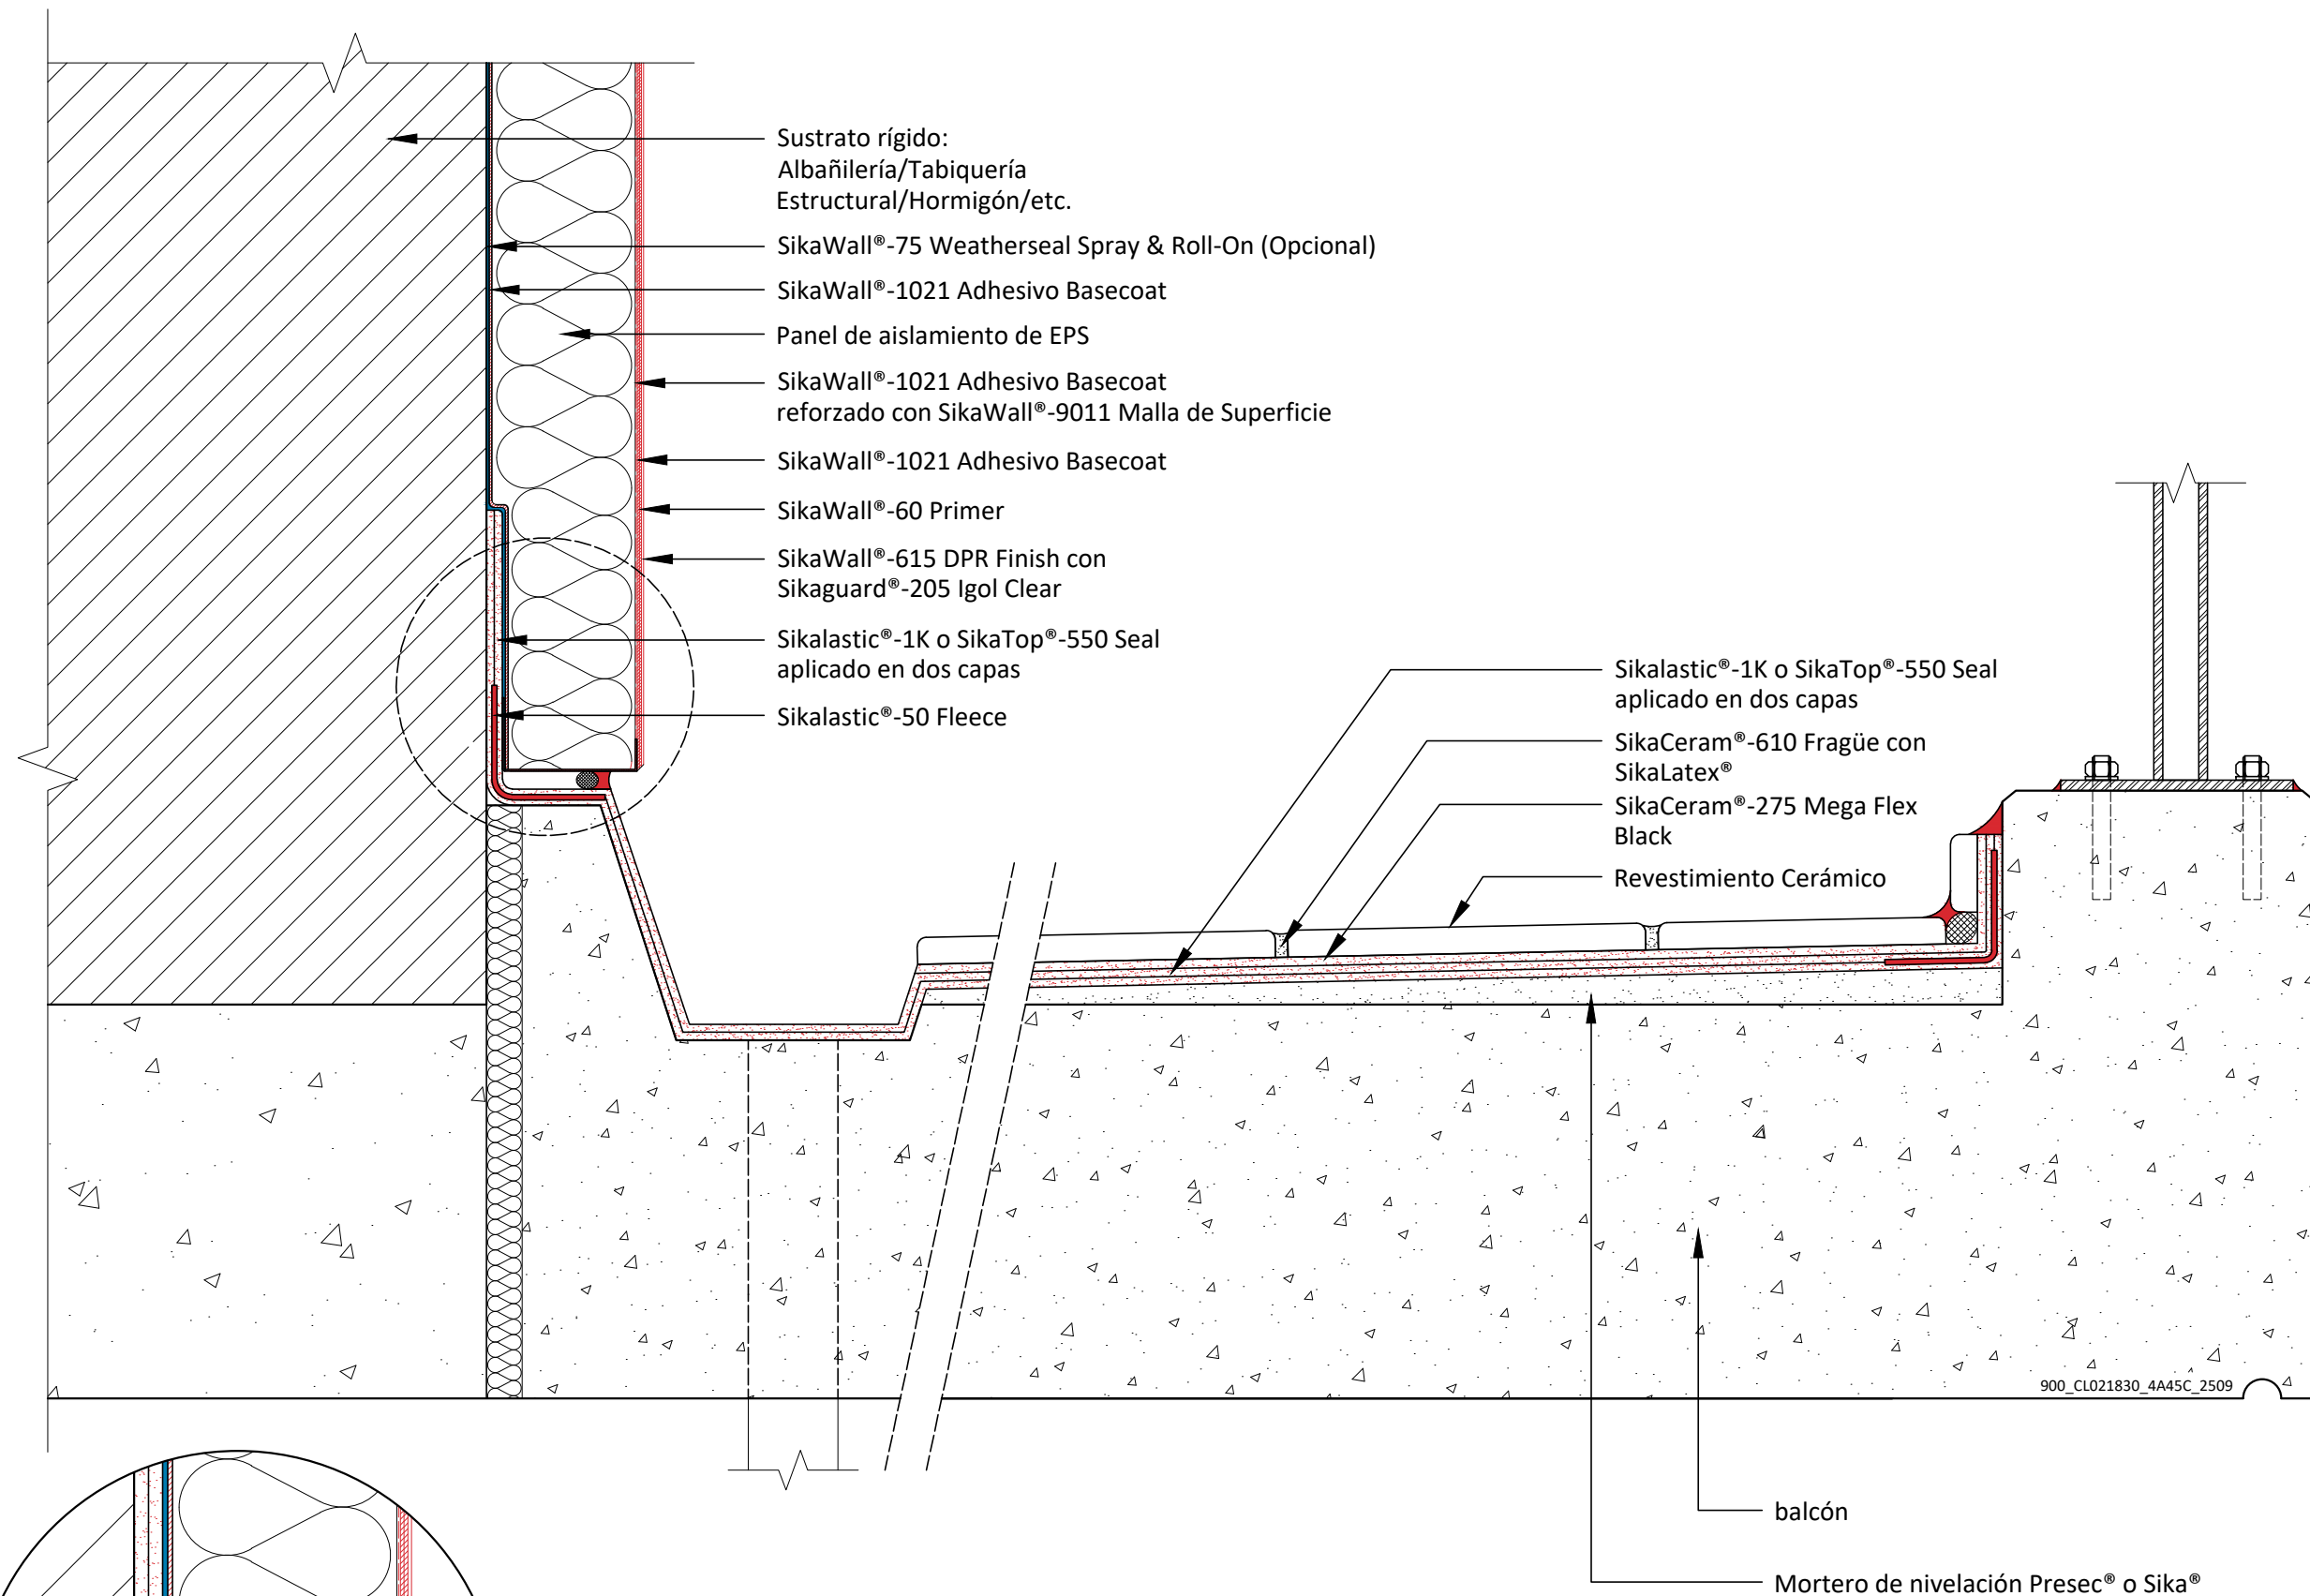 Sustrato rígido:
Albañilería/Tabiquería
Estructural/Hormigón/etc.
SikaWall®-75 Weatherseal Spray & Roll-On (Opcional)
SikaWall®-1021 Adhesivo Basecoat
Panel de aislamiento de EPS
SikaWall®-1021 Adhesivo Basecoat
reforzado con SikaWall®-9011 Malla de Superficie
SikaWall®-1021 Adhesivo Basecoat
SikaWall®-60 Primer
SikaWall®-615 DPR Finish con
Sikaguard®-205 Igol Clear
Sikalastic®-1K o SikaTop®-550 Seal
aplicado en dos capas
Sikalastic®-50 Fleece
Sikalastic®-1K o SikaTop®-550 Seal
aplicado en dos capas
SikaCeram®-610 Fragüe con
SikaLatex®
SikaCeram®-275 Mega Flex
Black
Revestimiento Cerámico
900_CL021830_4A45C_2509
balcón
Mortero de nivelación Presec® o Sika®